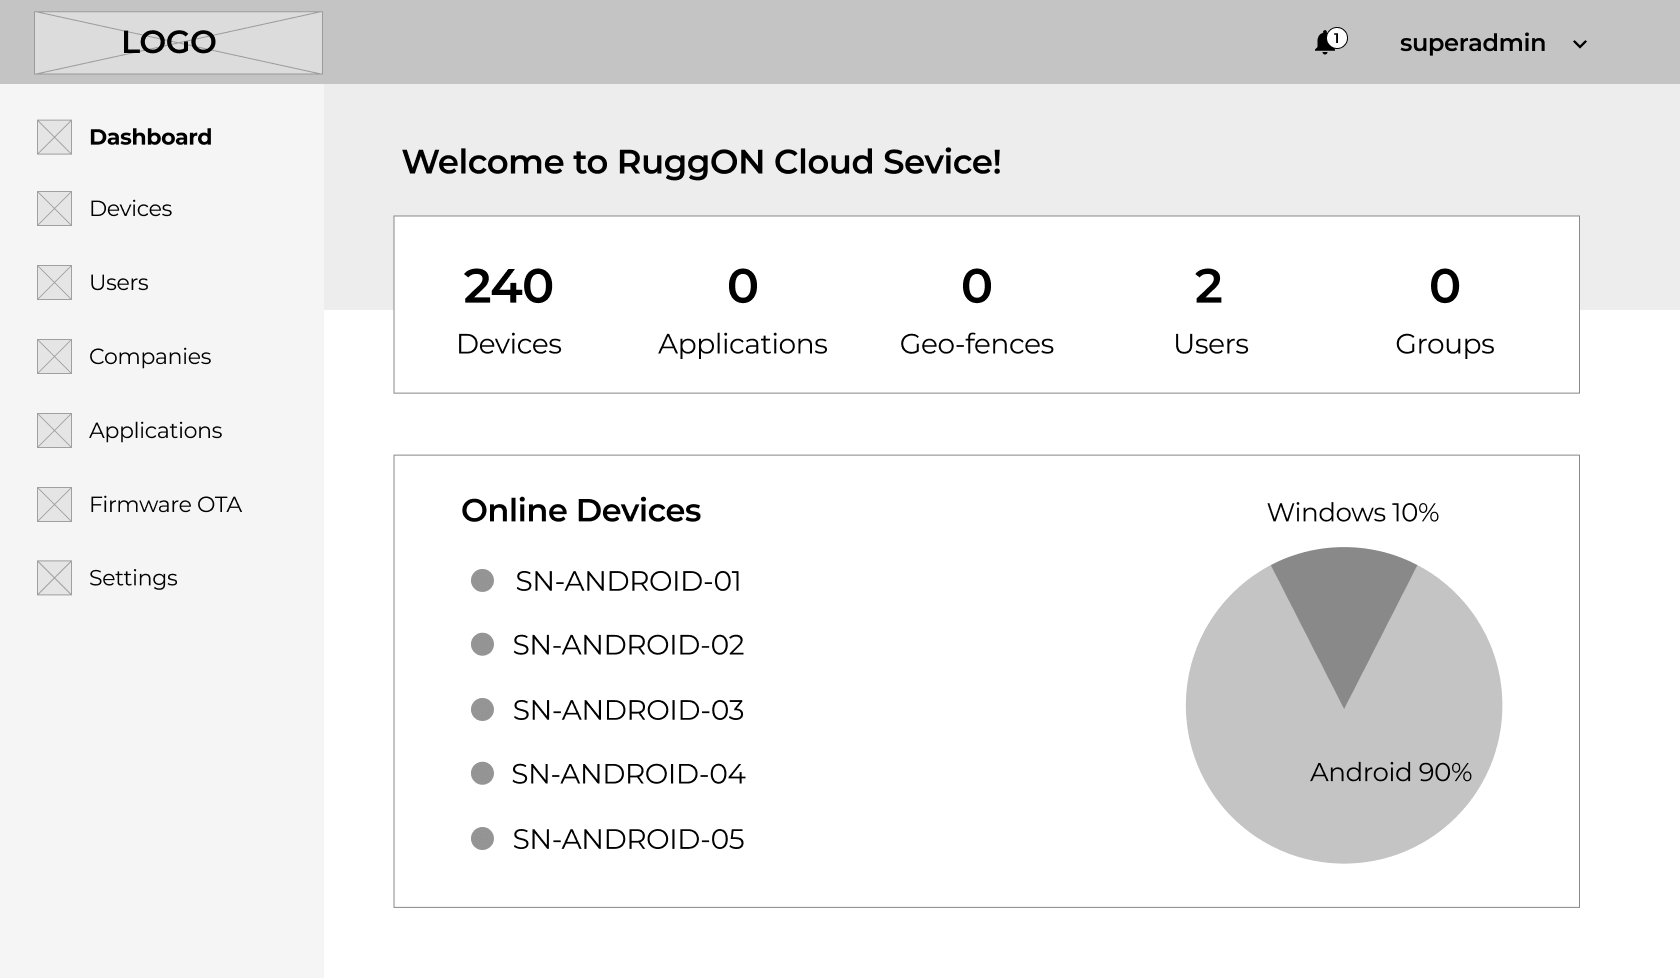 LOGO
1
superadmin
Dashboard
Devices
Users
Companies
Applications
Firmware OTA
Settings
Welcome to RuggON Cloud Sevice!
240 0 0 2 0
Devices Applications Geo-fences Users Groups
Online Devices
SN-ANDROID-01
SN-ANDROID-02
SN-ANDROID-03
SN-ANDROID-04
SN-ANDROID-05
Windows 10%
Android 90%